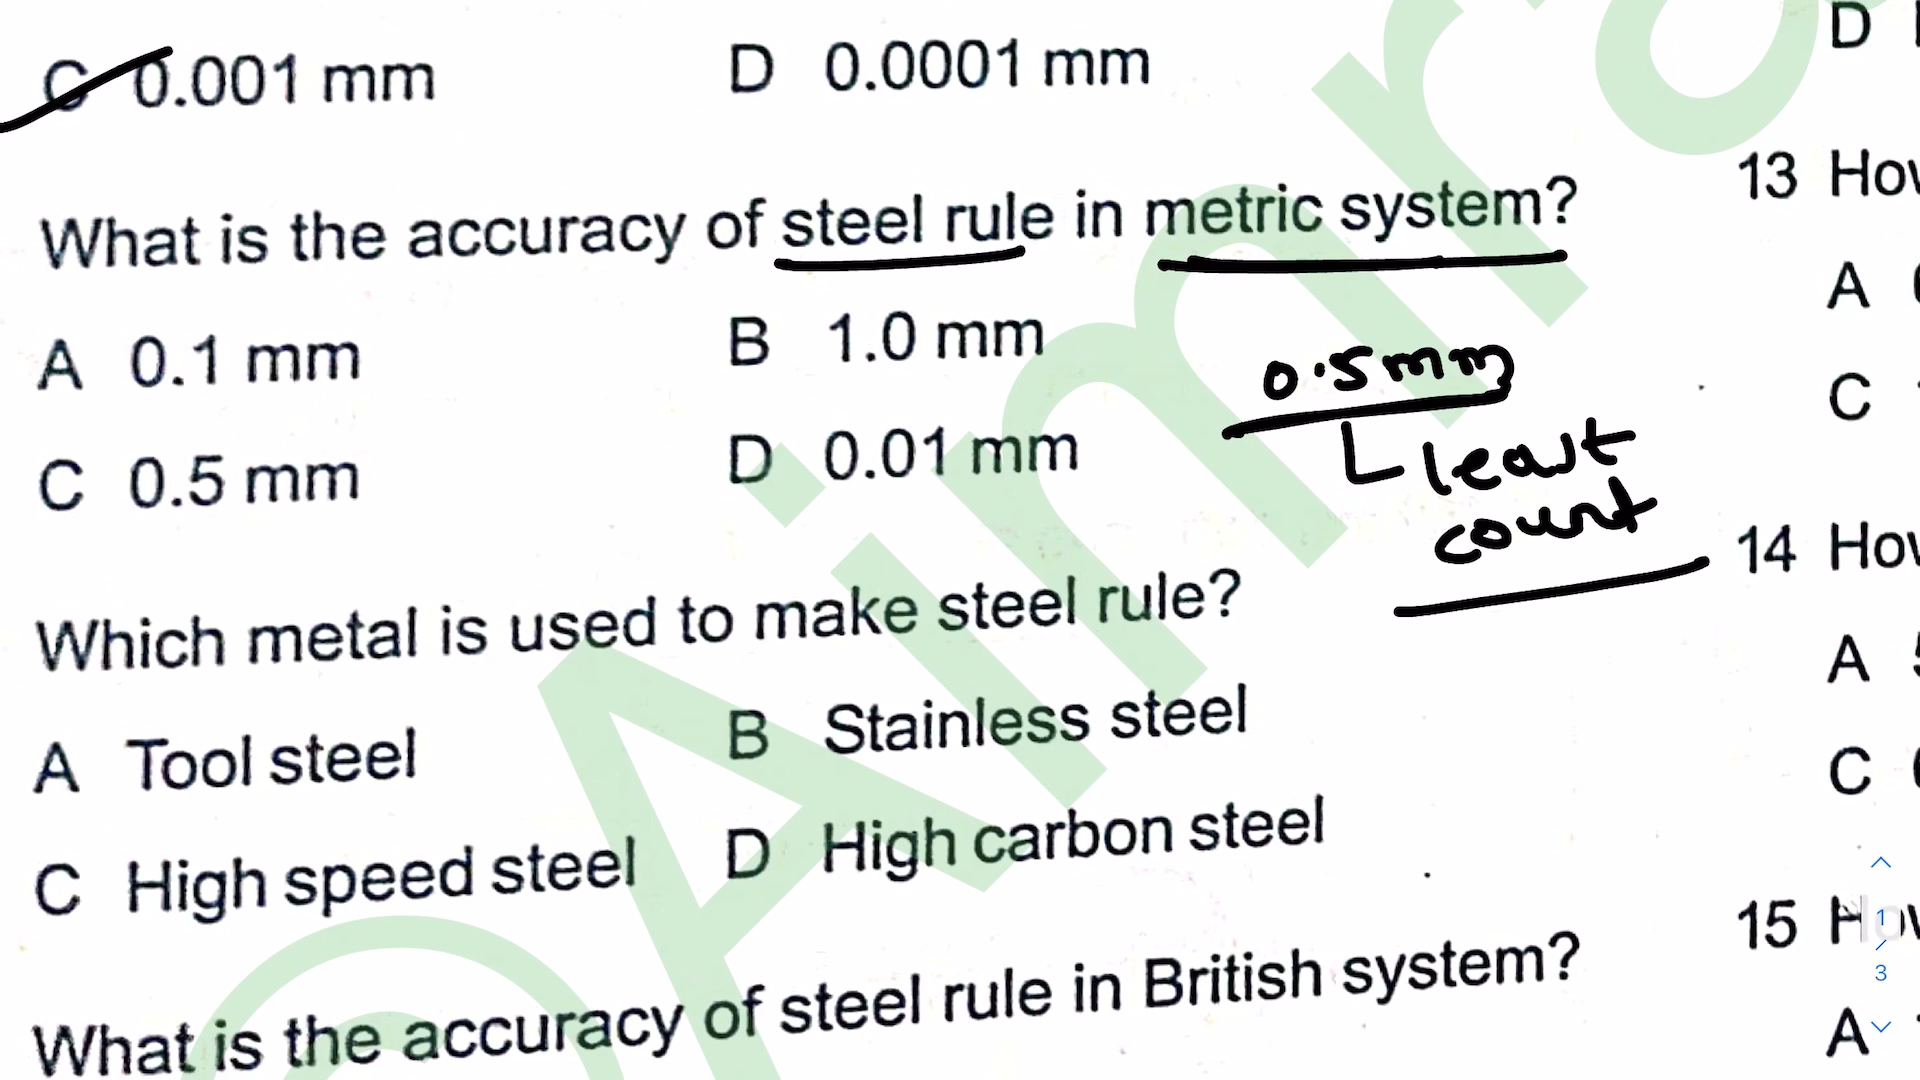 C 0.001 mm
D 0.0001 mm
What is the accuracy of steel rule in metric system?
A 0.1 mm
B 1.0 mm
C 0.5 mm
D 0.01 mm
0.5 mm
least
count
Which metal is used to make steel rule?
A Tool steel
B Stainless steel
C High speed steel
D High carbon steel
What is the accuracy of steel rule in British system?
D
13
A
C
14
A
C
15
A
1
/
3
Aimra